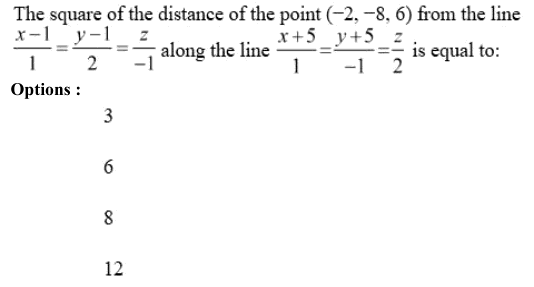 The square of the distance of the point (−2, −8, 6) from the line
x−1/1 = y−1/2 = z/−1 along the line x+5/1 = y+5/−1 = z/2 is equal to:
Options :
3
6
8
12